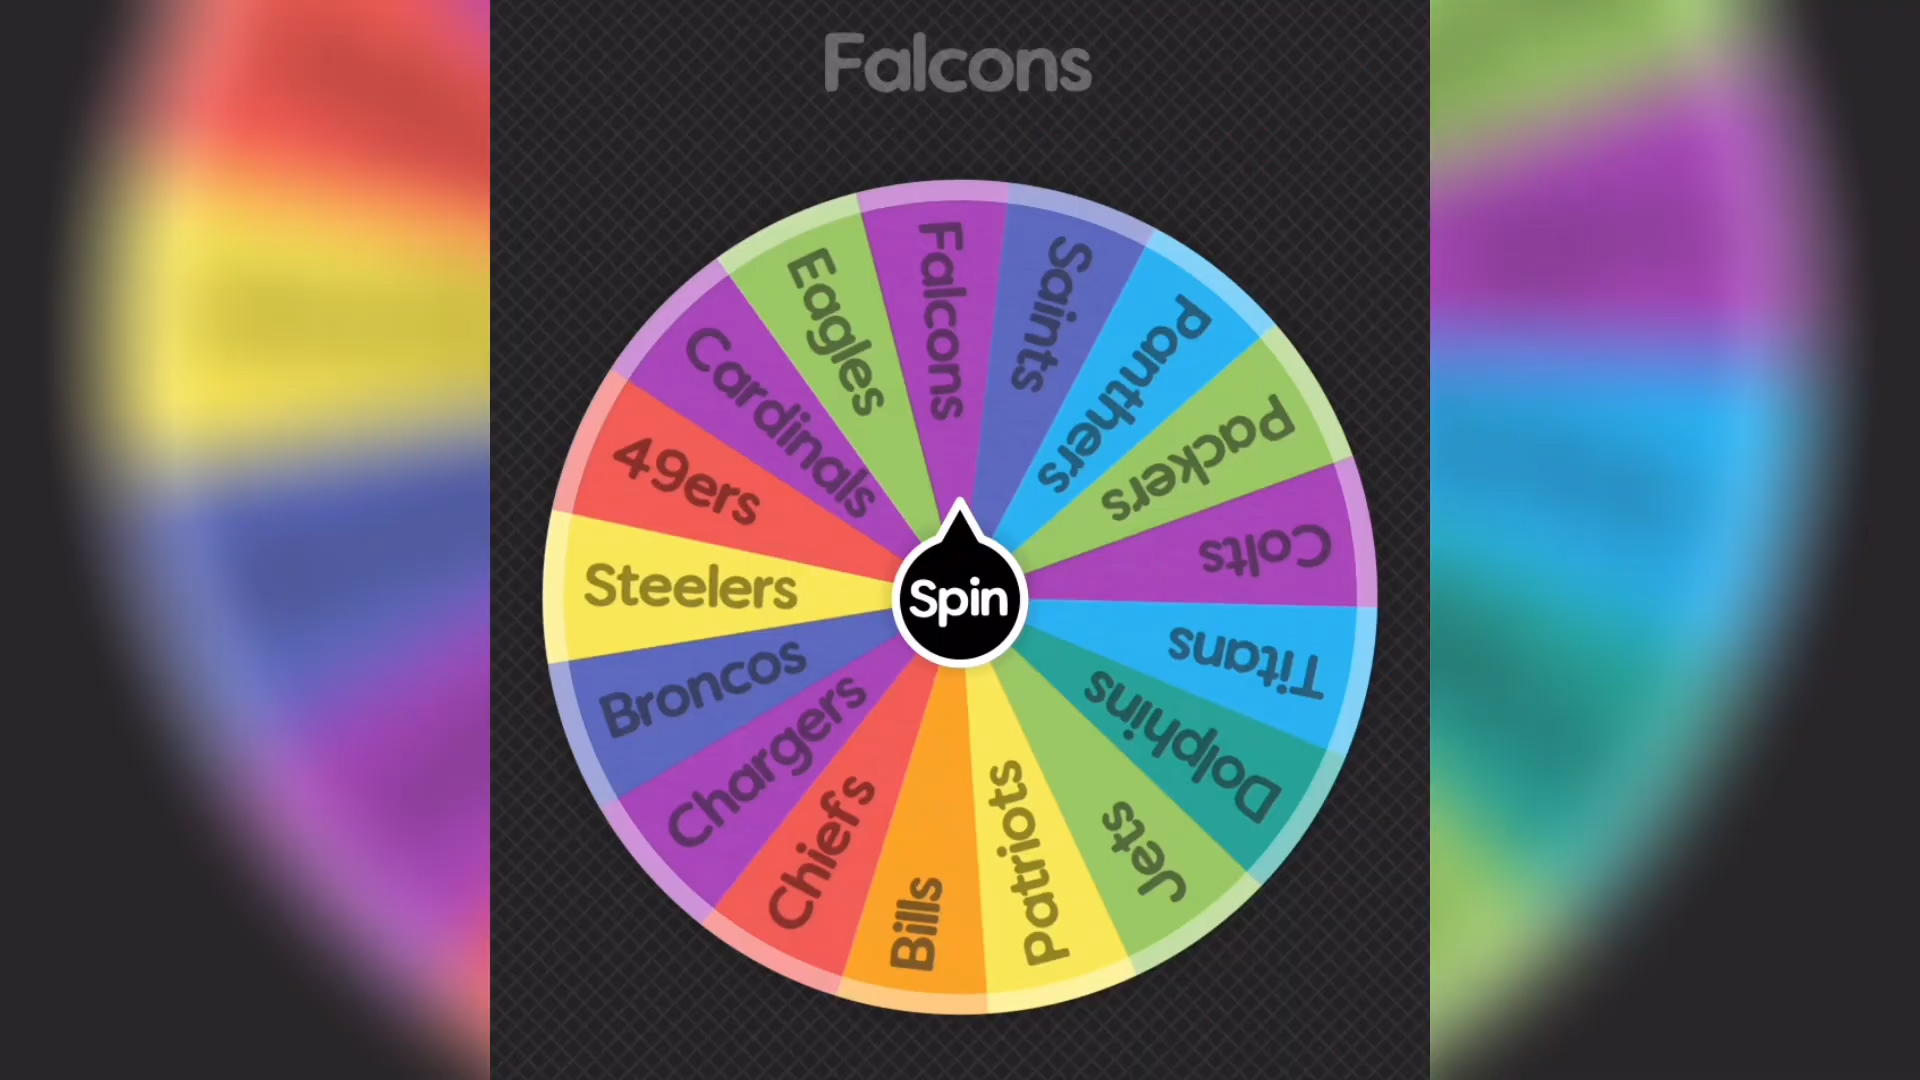 Falcons
Falcons
Saints
Panthers
Packers
Colts
Titans
Dolphins
Jets
Patriots
Bills
Chiefs
Chargers
Broncos
Steelers
49ers
Cardinals
Eagles
Spin